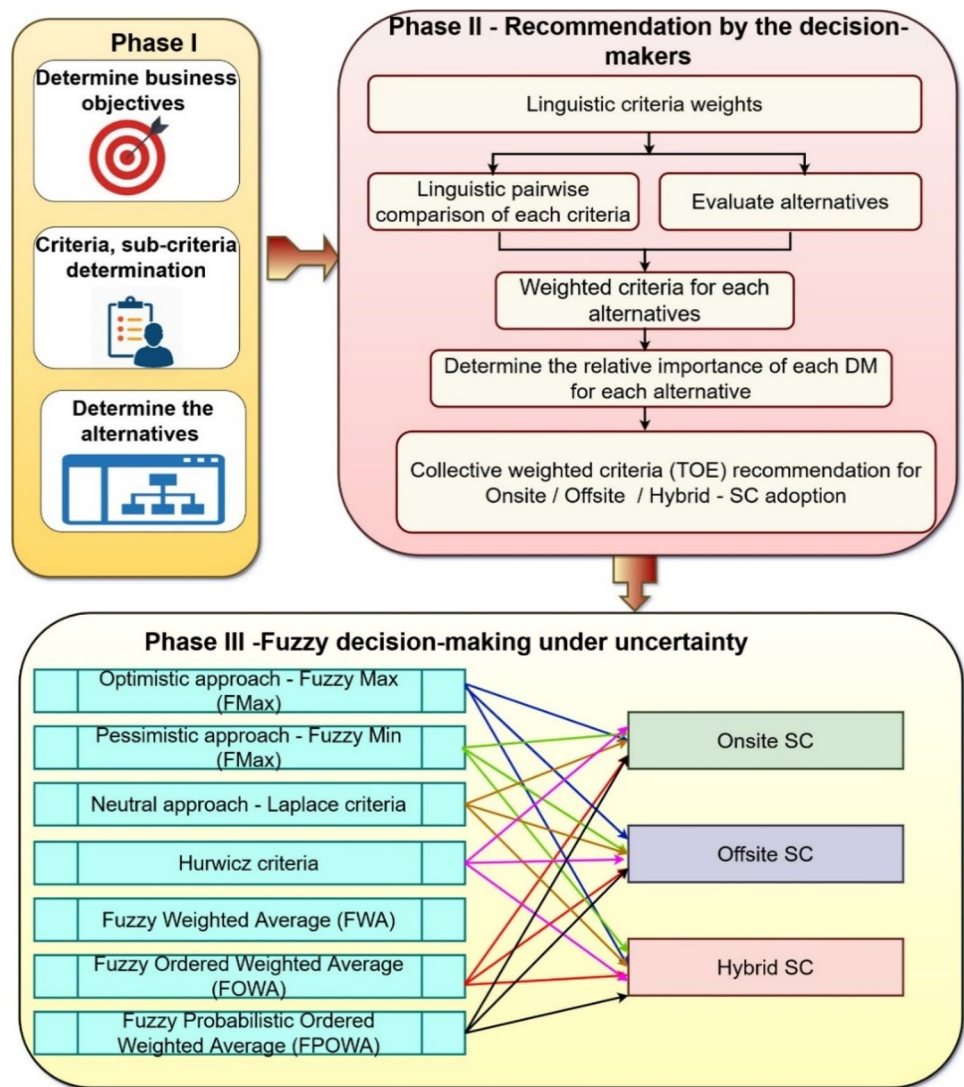 Phase I
Determine business
objectives
Criteria, sub-criteria
determination
Determine the
alternatives
Phase II - Recommendation by the decision-
makers
Linguistic criteria weights
Linguistic pairwise
comparison of each criteria
Evaluate alternatives
Weighted criteria for each
alternatives
Determine the relative importance of each DM
for each alternative
Collective weighted criteria (TOE) recommendation for
Onsite / Offsite / Hybrid - SC adoption
Phase III -Fuzzy decision-making under uncertainty
Optimistic approach - Fuzzy Max
(FMax)
Pessimistic approach - Fuzzy Min
(FMax)
Neutral approach - Laplace criteria
Hurwicz criteria
Fuzzy Weighted Average (FWA)
Fuzzy Ordered Weighted Average
(FOWA)
Fuzzy Probabilistic Ordered
Weighted Average (FPOWA)
Onsite SC
Offsite SC
Hybrid SC